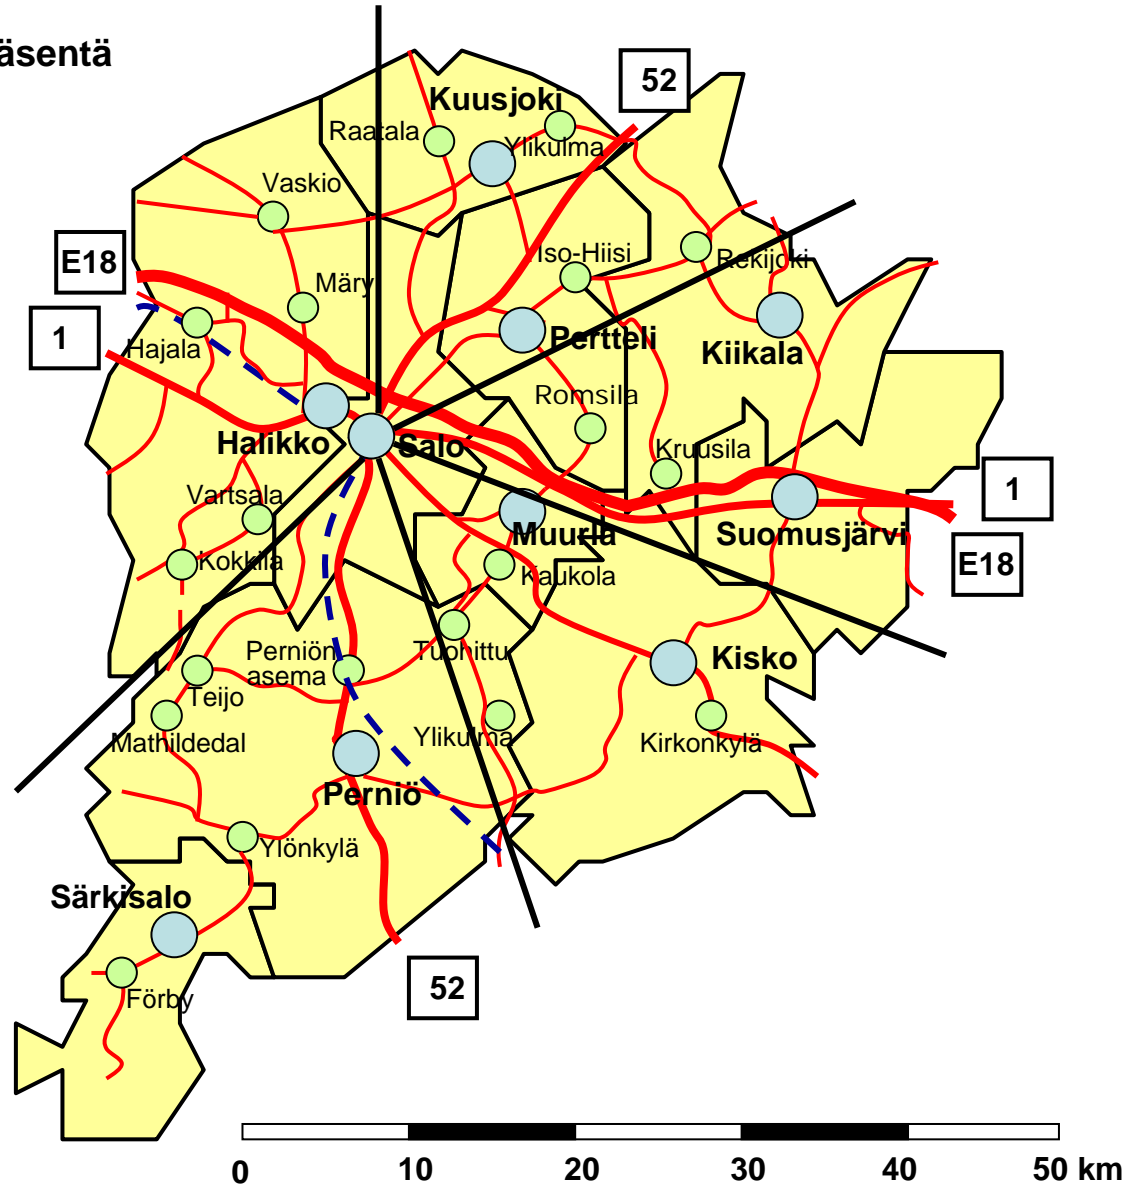 äsentä
52
Kuusjoki
Raatala
Ylikulma
Vaskio
E18
Iso-Hiisi
Rekijoki
Märy
1
Hajala
Pertteli
Kiikala
Romsila
Halikko
Salo
Kruusila
Vartsala
1
Muurla
Suomusjärvi
Kokkila
Kaukola
E18
Perniön
asema
Tuohittu
Kisko
Teijo
Mathildedal
Ylikulma
Kirkonkylä
Perniö
Ylönkylä
Särkisalo
52
Förby
0 10 20 30 40 50 km